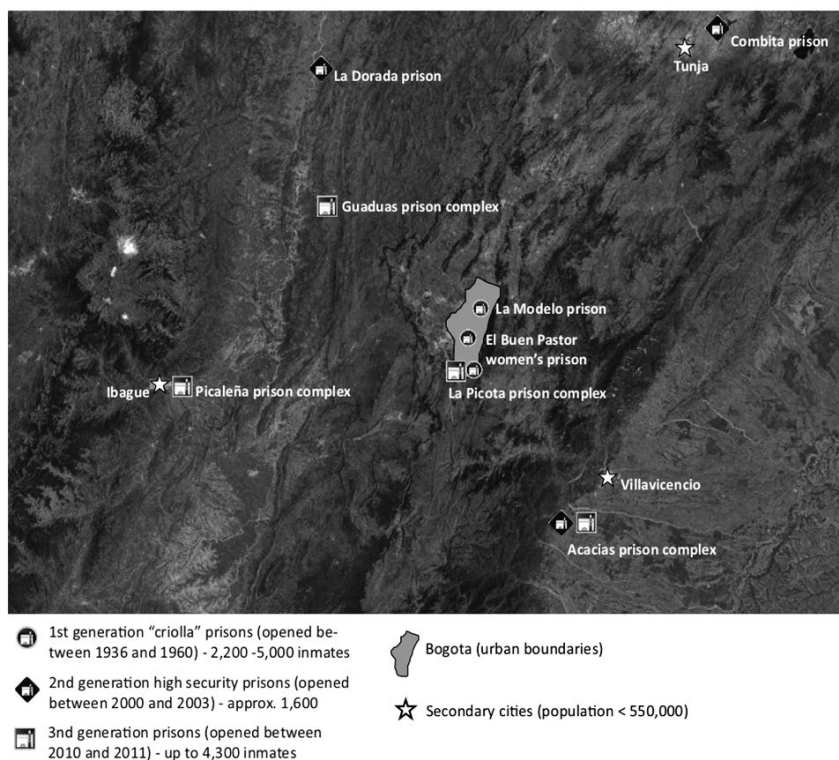 Combita prison
Tunja
La Dorada prison
Guaduas prison complex
La Modelo prison
El Buen Pastor
women's prison
Ibague
Picaleña prison complex
La Picota prison complex
Villavicencio
Acacias prison complex
1st generation “criolla” prisons (opened be-
tween 1936 and 1960) - 2,200 -5,000 inmates
2nd generation high security prisons (opened
between 2000 and 2003) - approx. 1,600
3nd generation prisons (opened between
2010 and 2011) - up to 4,300 inmates
Bogota (urban boundaries)
Secondary cities (population < 550,000)